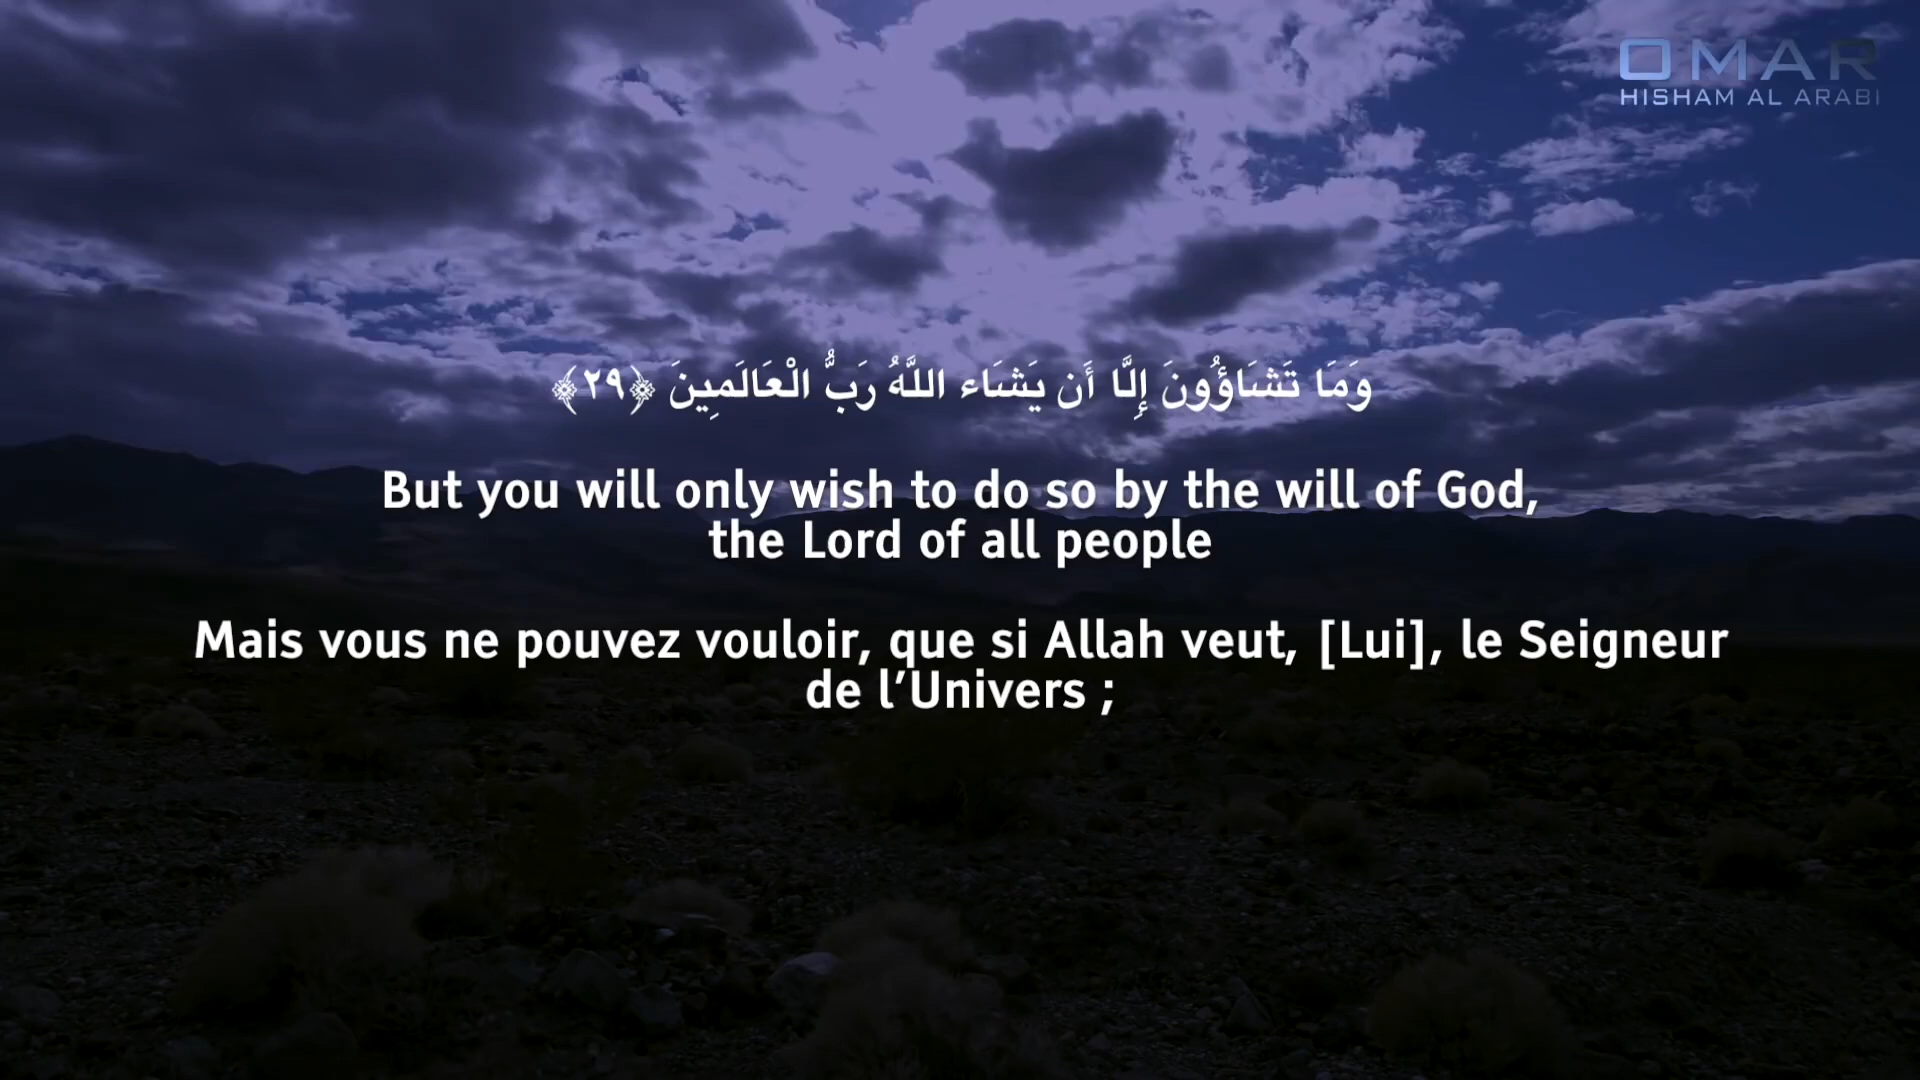 OMAR
HISHAM AL ARABI
وَمَا تَشَاؤُونَ إِلَّا أَن يَشَاء اللَّهُ رَبُّ الْعَالَمِينَ ﴿٢٩﴾
But you will only wish to do so by the will of God,
the Lord of all people
Mais vous ne pouvez vouloir, que si Allah veut, [Lui], le Seigneur
de l’Univers ;